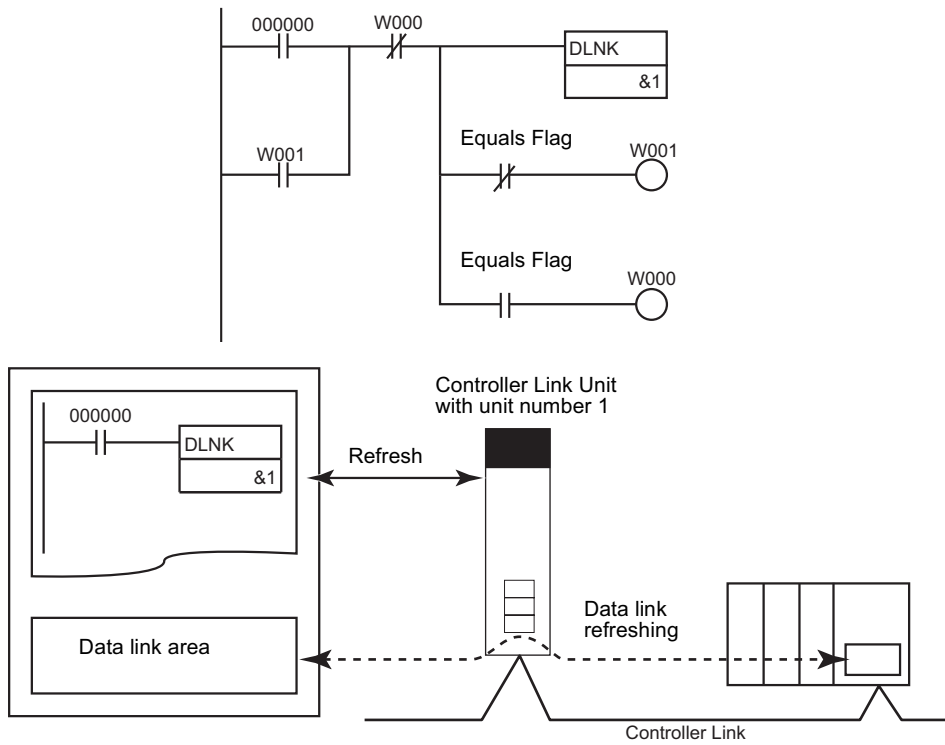 000000
W000
DLNK
&1
Equals Flag
W001
W001
Equals Flag
W000
Controller Link Unit
with unit number 1
000000
DLNK
&1
Refresh
Data link
refreshing
Data link area
Controller Link